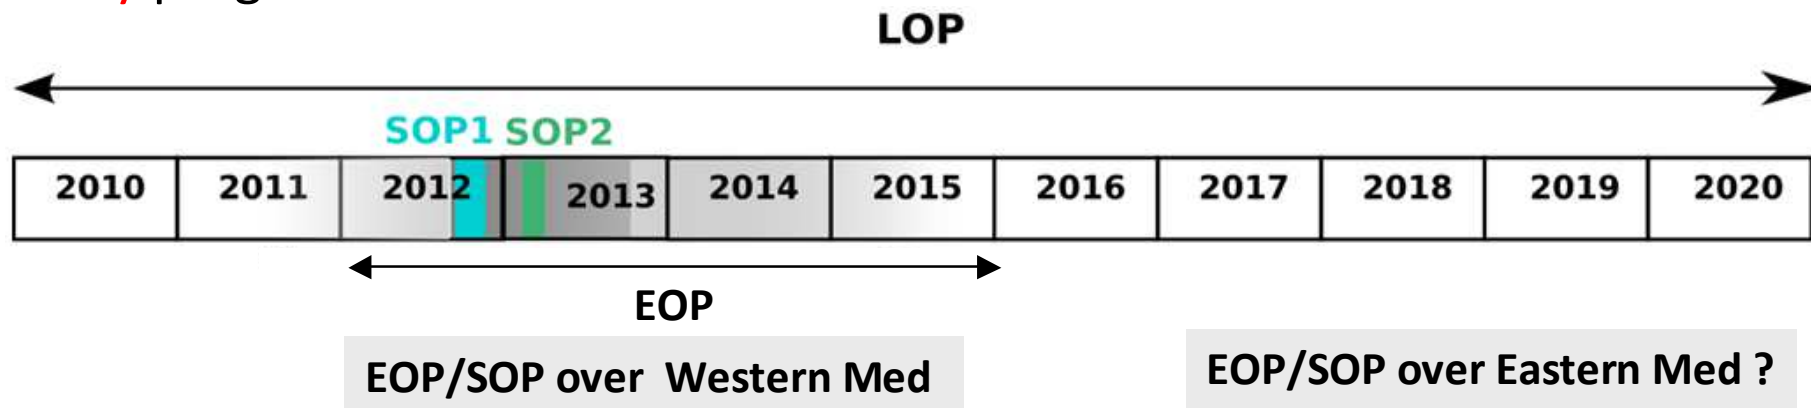 LOP
SOP1 SOP2
2010 2011 2012 2013 2014 2015 2016 2017 2018 2019 2020
EOP
EOP/SOP over Western Med
EOP/SOP over Eastern Med ?